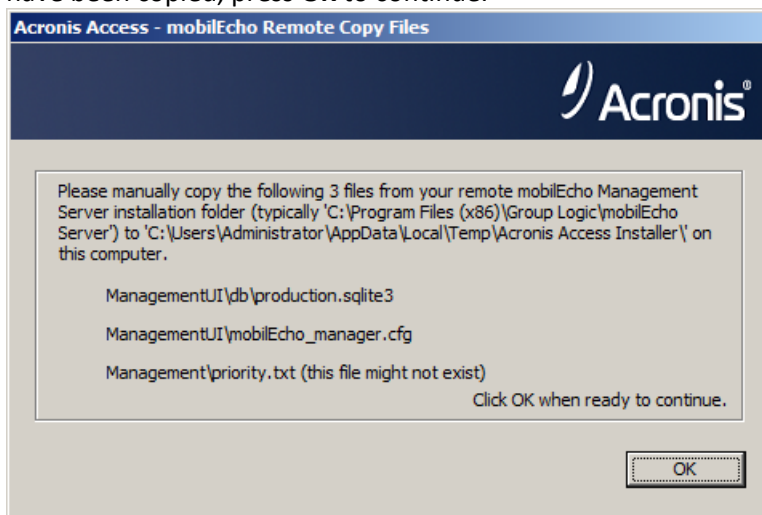 have been copied, press OK to continue.
Acronis Access - mobilEcho Remote Copy Files
Acronis®
Please manually copy the following 3 files from your remote mobilEcho Management
Server installation folder (typically 'C:\Program Files (x86)\Group Logic\mobilEcho
Server') to 'C:\Users\Administrator\AppData\Local\Temp\Acronis Access Installer\' on
this computer.
ManagementUI\db\production.sqlite3
ManagementUI\mobilEcho_manager.cfg
Management\priority.txt (this file might not exist)
Click OK when ready to continue.
OK